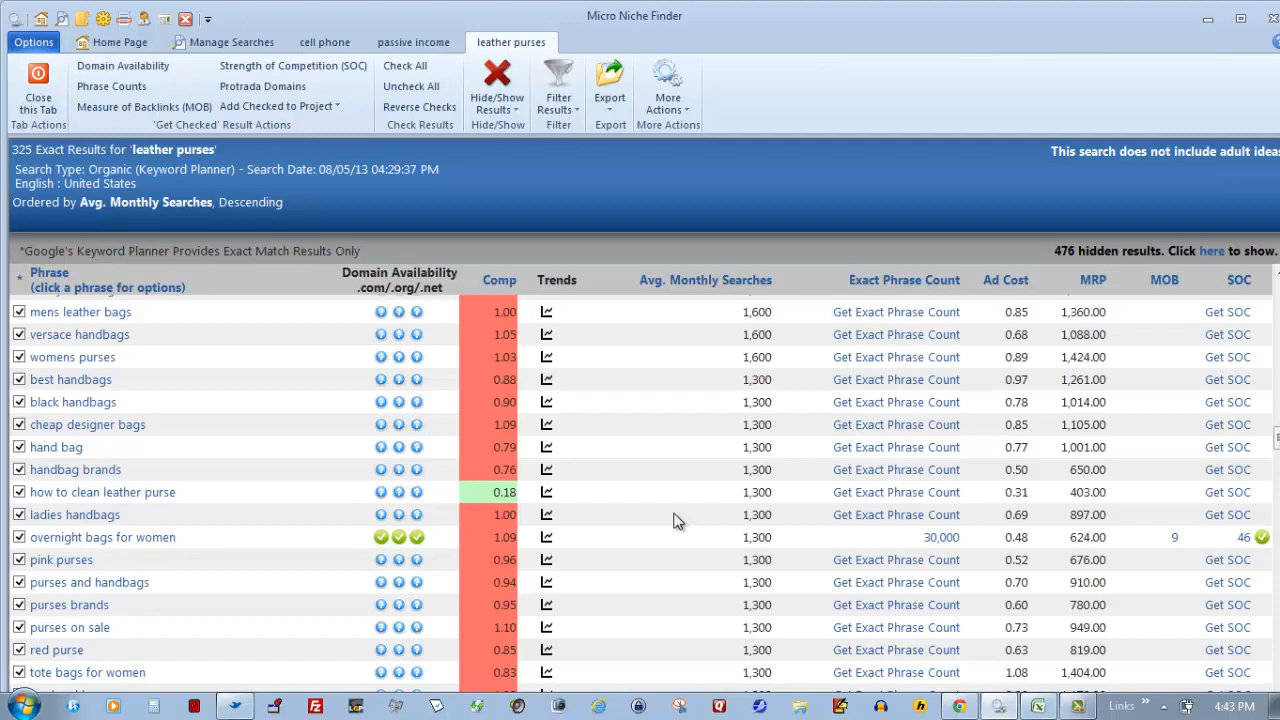 Micro Niche Finder
Options Home Page Manage Searches cell phone passive income leather purses
Domain Availability Strength of Competition (SOC) Check All
Phrase Counts Protrada Domains Uncheck All
Measure of Backlinks (MOB) Add Checked to Project Reverse Checks
Close this Tab
Hide/Show Results
Filter Results
Export
More Actions
Tab Actions 'Get Checked' Result Actions Check Results Hide/Show Filter Export More Actions
325 Exact Results for 'leather purses' This search does not include adult ideas
Search Type: Organic (Keyword Planner) - Search Date: 08/05/13 04:29:37 PM
English : United States
Ordered by Avg. Monthly Searches, Descending
*Google's Keyword Planner Provides Exact Match Results Only 476 hidden results. Click here to show.
* Phrase (click a phrase for options) Domain Availability .com/.org/.net Comp Trends Avg. Monthly Searches Exact Phrase Count Ad Cost MRP MOB SOC
mens leather bags 1.00 1,600 Get Exact Phrase Count 0.85 1,360.00 Get SOC
versace handbags 1.05 1,600 Get Exact Phrase Count 0.68 1,088.00 Get SOC
womens purses 1.03 1,600 Get Exact Phrase Count 0.89 1,424.00 Get SOC
best handbags 0.88 1,300 Get Exact Phrase Count 0.97 1,261.00 Get SOC
black handbags 0.90 1,300 Get Exact Phrase Count 0.78 1,014.00 Get SOC
cheap designer bags 1.09 1,300 Get Exact Phrase Count 0.85 1,105.00 Get SOC
hand bag 0.79 1,300 Get Exact Phrase Count 0.77 1,001.00 Get SOC
handbag brands 0.76 1,300 Get Exact Phrase Count 0.50 650.00 Get SOC
how to clean leather purse 0.18 1,300 Get Exact Phrase Count 0.31 403.00 Get SOC
ladies handbags 1.00 1,300 Get Exact Phrase Count 0.69 897.00 Get SOC
overnight bags for women 1.09 1,300 30,000 0.48 624.00 9 46
pink purses 0.96 1,300 Get Exact Phrase Count 0.52 676.00 Get SOC
purses and handbags 0.94 1,300 Get Exact Phrase Count 0.70 910.00 Get SOC
purses brands 0.95 1,300 Get Exact Phrase Count 0.60 780.00 Get SOC
purses on sale 1.10 1,300 Get Exact Phrase Count 0.73 949.00 Get SOC
red purse 0.85 1,300 Get Exact Phrase Count 0.63 819.00 Get SOC
tote bags for women 0.83 1,300 Get Exact Phrase Count 1.08 1,404.00 Get SOC
Links » 4:43 PM